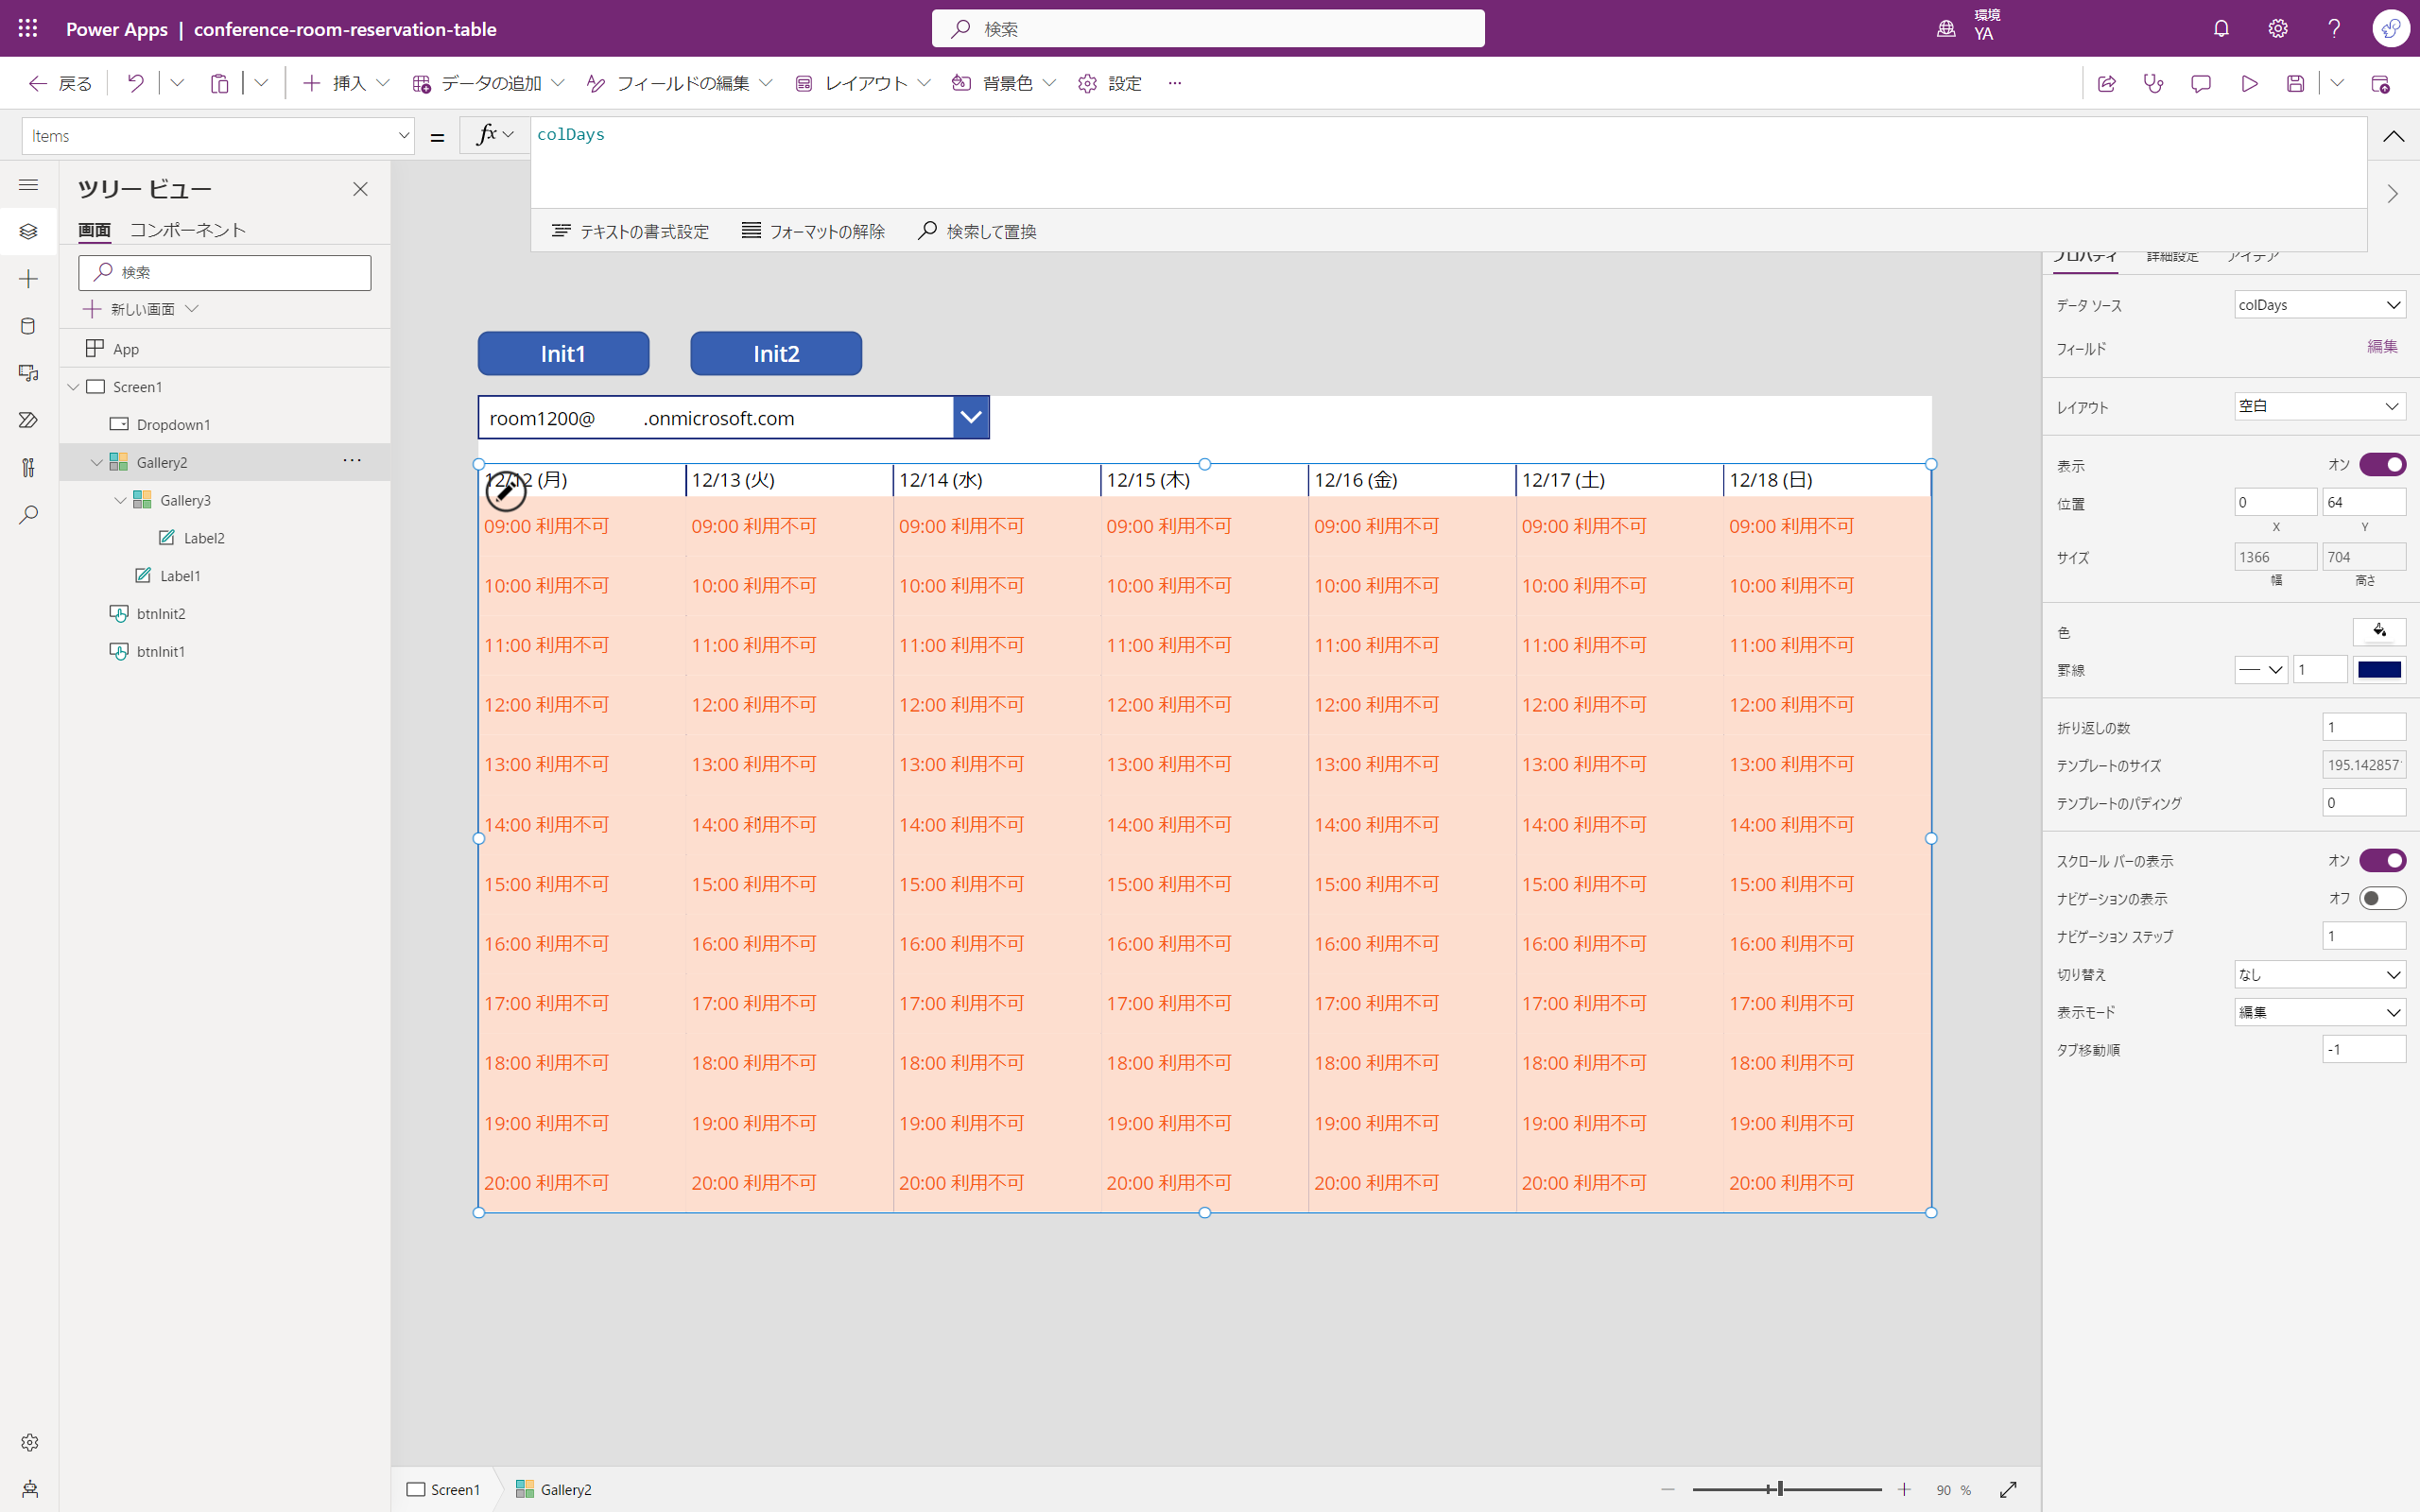 Power Apps | conference-room-reservation-table
検索
環境
YA
戻る
挿入
データの追加
フィールドの編集
レイアウト
背景色
設定
Items
=
fx
colDays
テキストの書式設定
フォーマットの解除
検索して置換
ツリー ビュー
画面
コンポーネント
検索
新しい画面
App
Screen1
Dropdown1
Gallery2
Gallery3
Label2
Label1
btnInit2
btnInit1
Init1
Init2
room1200@ .onmicrosoft.com
12/12 (月) 12/13 (火) 12/14 (水) 12/15 (木) 12/16 (金) 12/17 (土) 12/18 (日)
09:00 利用不可 09:00 利用不可 09:00 利用不可 09:00 利用不可 09:00 利用不可 09:00 利用不可 09:00 利用不可
10:00 利用不可 10:00 利用不可 10:00 利用不可 10:00 利用不可 10:00 利用不可 10:00 利用不可 10:00 利用不可
11:00 利用不可 11:00 利用不可 11:00 利用不可 11:00 利用不可 11:00 利用不可 11:00 利用不可 11:00 利用不可
12:00 利用不可 12:00 利用不可 12:00 利用不可 12:00 利用不可 12:00 利用不可 12:00 利用不可 12:00 利用不可
13:00 利用不可 13:00 利用不可 13:00 利用不可 13:00 利用不可 13:00 利用不可 13:00 利用不可 13:00 利用不可
14:00 利用不可 14:00 利用不可 14:00 利用不可 14:00 利用不可 14:00 利用不可 14:00 利用不可 14:00 利用不可
15:00 利用不可 15:00 利用不可 15:00 利用不可 15:00 利用不可 15:00 利用不可 15:00 利用不可 15:00 利用不可
16:00 利用不可 16:00 利用不可 16:00 利用不可 16:00 利用不可 16:00 利用不可 16:00 利用不可 16:00 利用不可
17:00 利用不可 17:00 利用不可 17:00 利用不可 17:00 利用不可 17:00 利用不可 17:00 利用不可 17:00 利用不可
18:00 利用不可 18:00 利用不可 18:00 利用不可 18:00 利用不可 18:00 利用不可 18:00 利用不可 18:00 利用不可
19:00 利用不可 19:00 利用不可 19:00 利用不可 19:00 利用不可 19:00 利用不可 19:00 利用不可 19:00 利用不可
20:00 利用不可 20:00 利用不可 20:00 利用不可 20:00 利用不可 20:00 利用不可 20:00 利用不可 20:00 利用不可
プロパティ 詳細設定 アイデア
データ ソース colDays
フィールド 編集
レイアウト 空白
表示 オン
位置 0 64
X Y
サイズ 1366 704
幅 高さ
色
罫線 1
折り返しの数 1
テンプレートのサイズ 195.142857
テンプレートのパディング 0
スクロール バーの表示 オン
ナビゲーションの表示 オフ
ナビゲーション ステップ 1
切り替え なし
表示モード 編集
タブ移動順 -1
Screen1
Gallery2
90 %